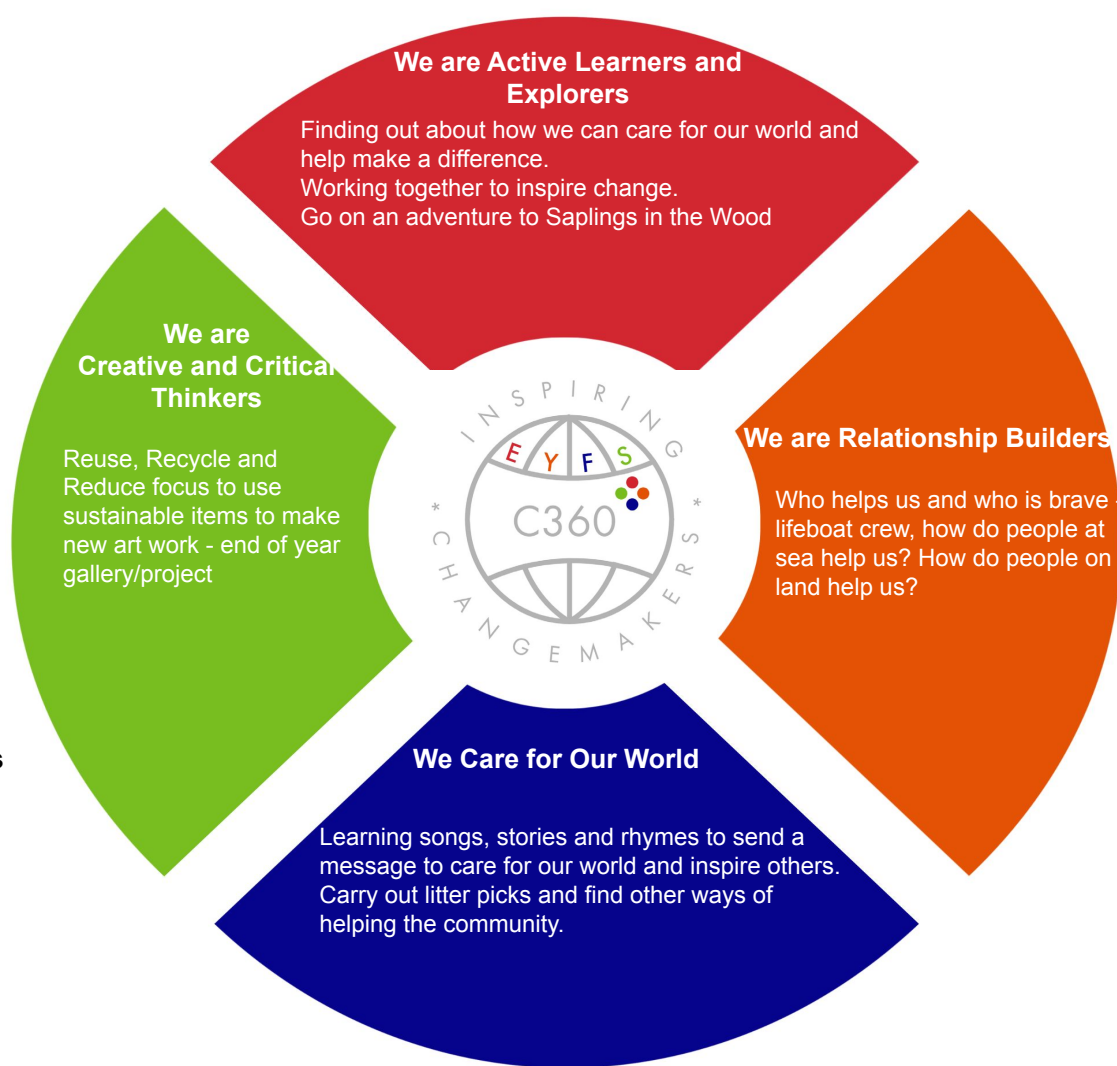 We are Active Learners and
Explorers
Finding out about how we can care for our world and
help make a difference.
Working together to inspire change.
Go on an adventure to Saplings in the Wood
We are
Creative and Critical
Thinkers
Reuse, Recycle and
Reduce focus to use
sustainable items to make
new art work - end of year
gallery/project
INSPIRING
EYFS
C360
* CHANGEMAKERS *
We are Relationship Builders
Who helps us and who is brave -
lifeboat crew, how do people at
sea help us? How do people on
land help us?
s
We Care for Our World
Learning songs, stories and rhymes to send a
message to care for our world and inspire others.
Carry out litter picks and find other ways of
helping the community.